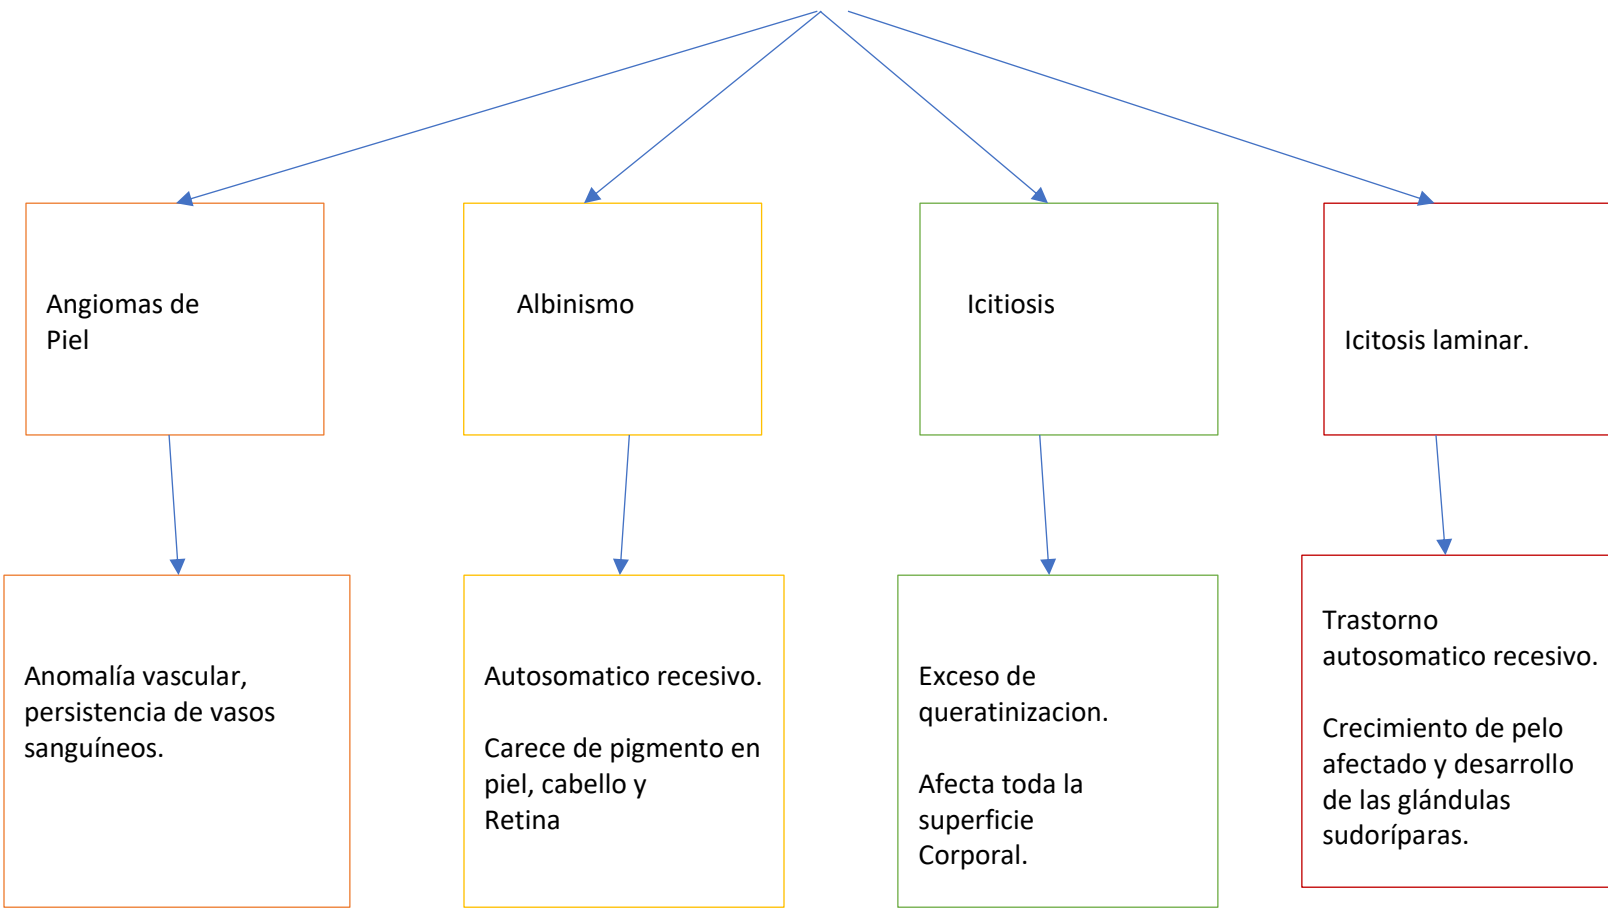 Angiomas de
Piel
Albinismo
Icitiosis
Icitosis laminar.
Anomalía vascular,
persistencia de vasos
sanguíneos.
Autosomatico recesivo.
Carece de pigmento en
piel, cabello y
Retina
Exceso de
queratinizacion.
Afecta toda la
superficie
Corporal.
Trastorno
autosomatico recesivo.
Crecimiento de pelo
afectado y desarrollo
de las glándulas
sudoríparas.